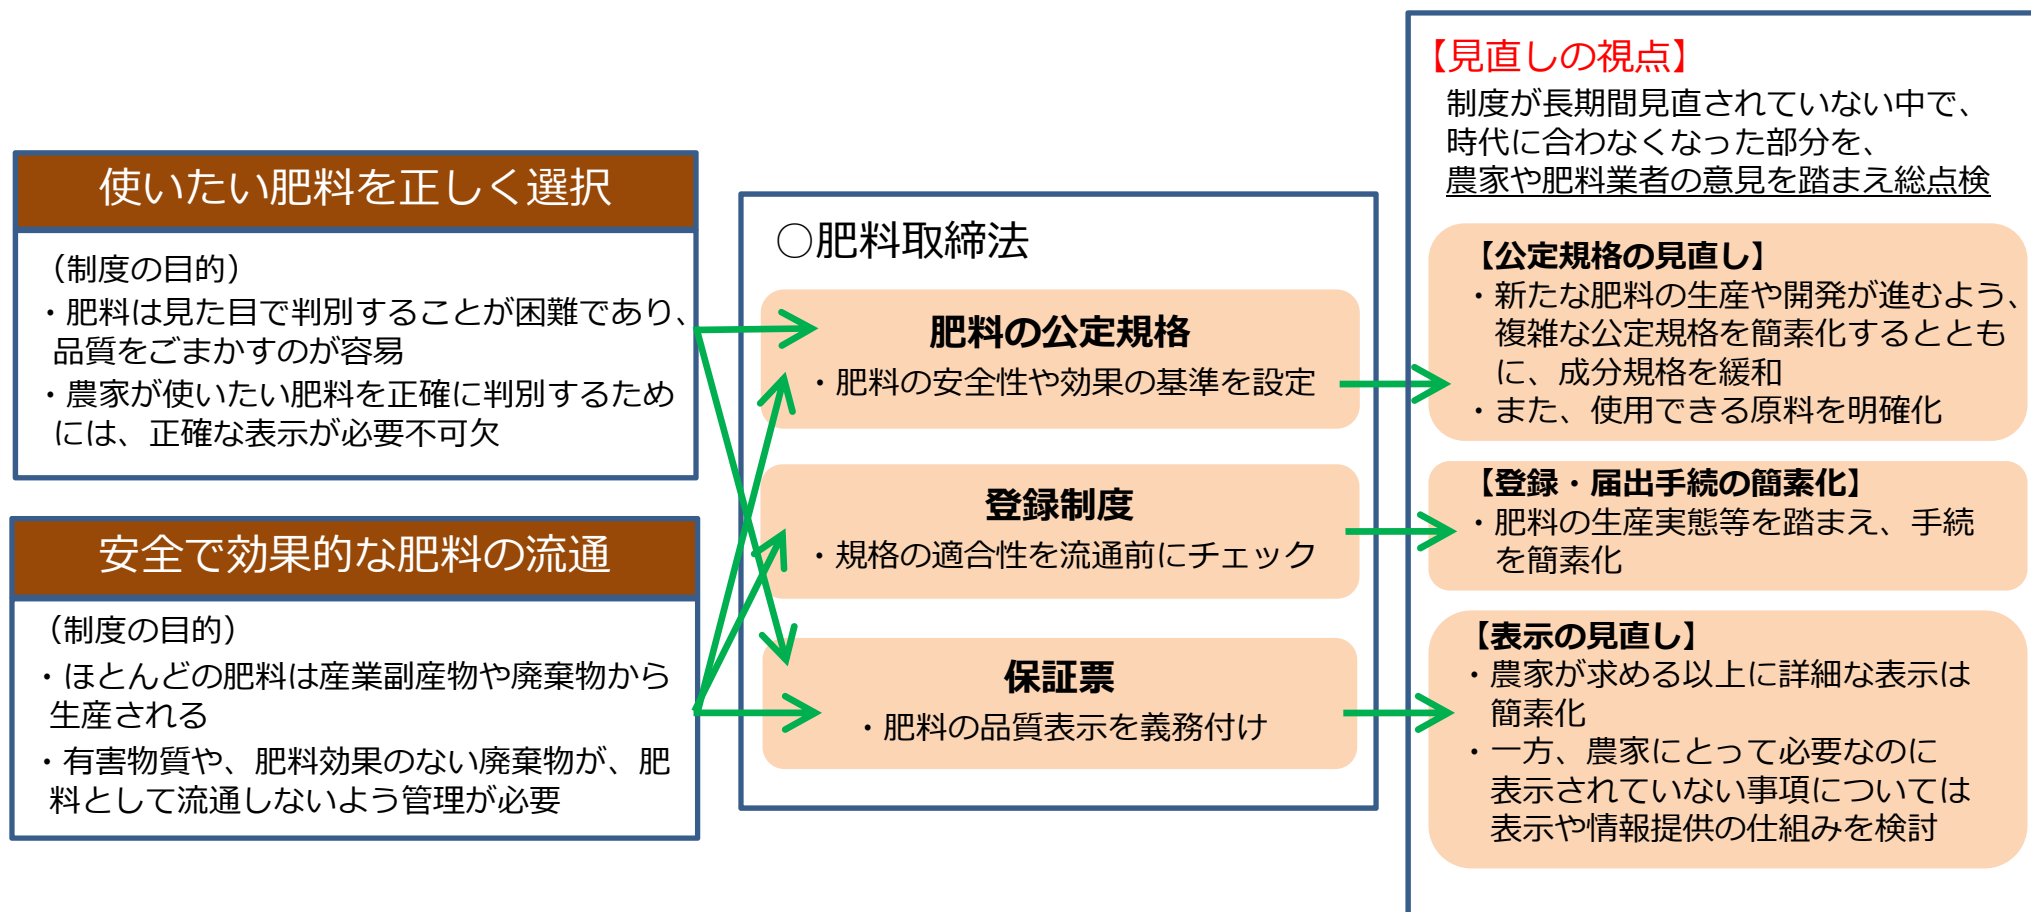 使いたい肥料を正しく選択
（制度の目的）
・肥料は見た目で判別することが困難であり、
品質をごまかすのが容易
・農家が使いたい肥料を正確に判別するため
には、正確な表示が必要不可欠
安全で効果的な肥料の流通
（制度の目的）
・ほとんどの肥料は産業副産物や廃棄物から
生産される
・有害物質や、肥料効果のない廃棄物が、肥
料として流通しないよう管理が必要
○肥料取締法
肥料の公定規格
・肥料の安全性や効果の基準を設定
登録制度
・規格の適合性を流通前にチェック
保証票
・肥料の品質表示を義務付け
【見直しの視点】
制度が長期間見直されていない中で、
時代に合わなくなった部分を、
農家や肥料業者の意見を踏まえ総点検
【公定規格の見直し】
・新たな肥料の生産や開発が進むよう、
複雑な公定規格を簡素化するととも
に、成分規格を緩和
・また、使用できる原料を明確化
【登録・届出手続の簡素化】
・肥料の生産実態等を踏まえ、手続
を簡素化
【表示の見直し】
・農家が求める以上に詳細な表示は
簡素化
・一方、農家にとって必要なのに
表示されていない事項については
表示や情報提供の仕組みを検討